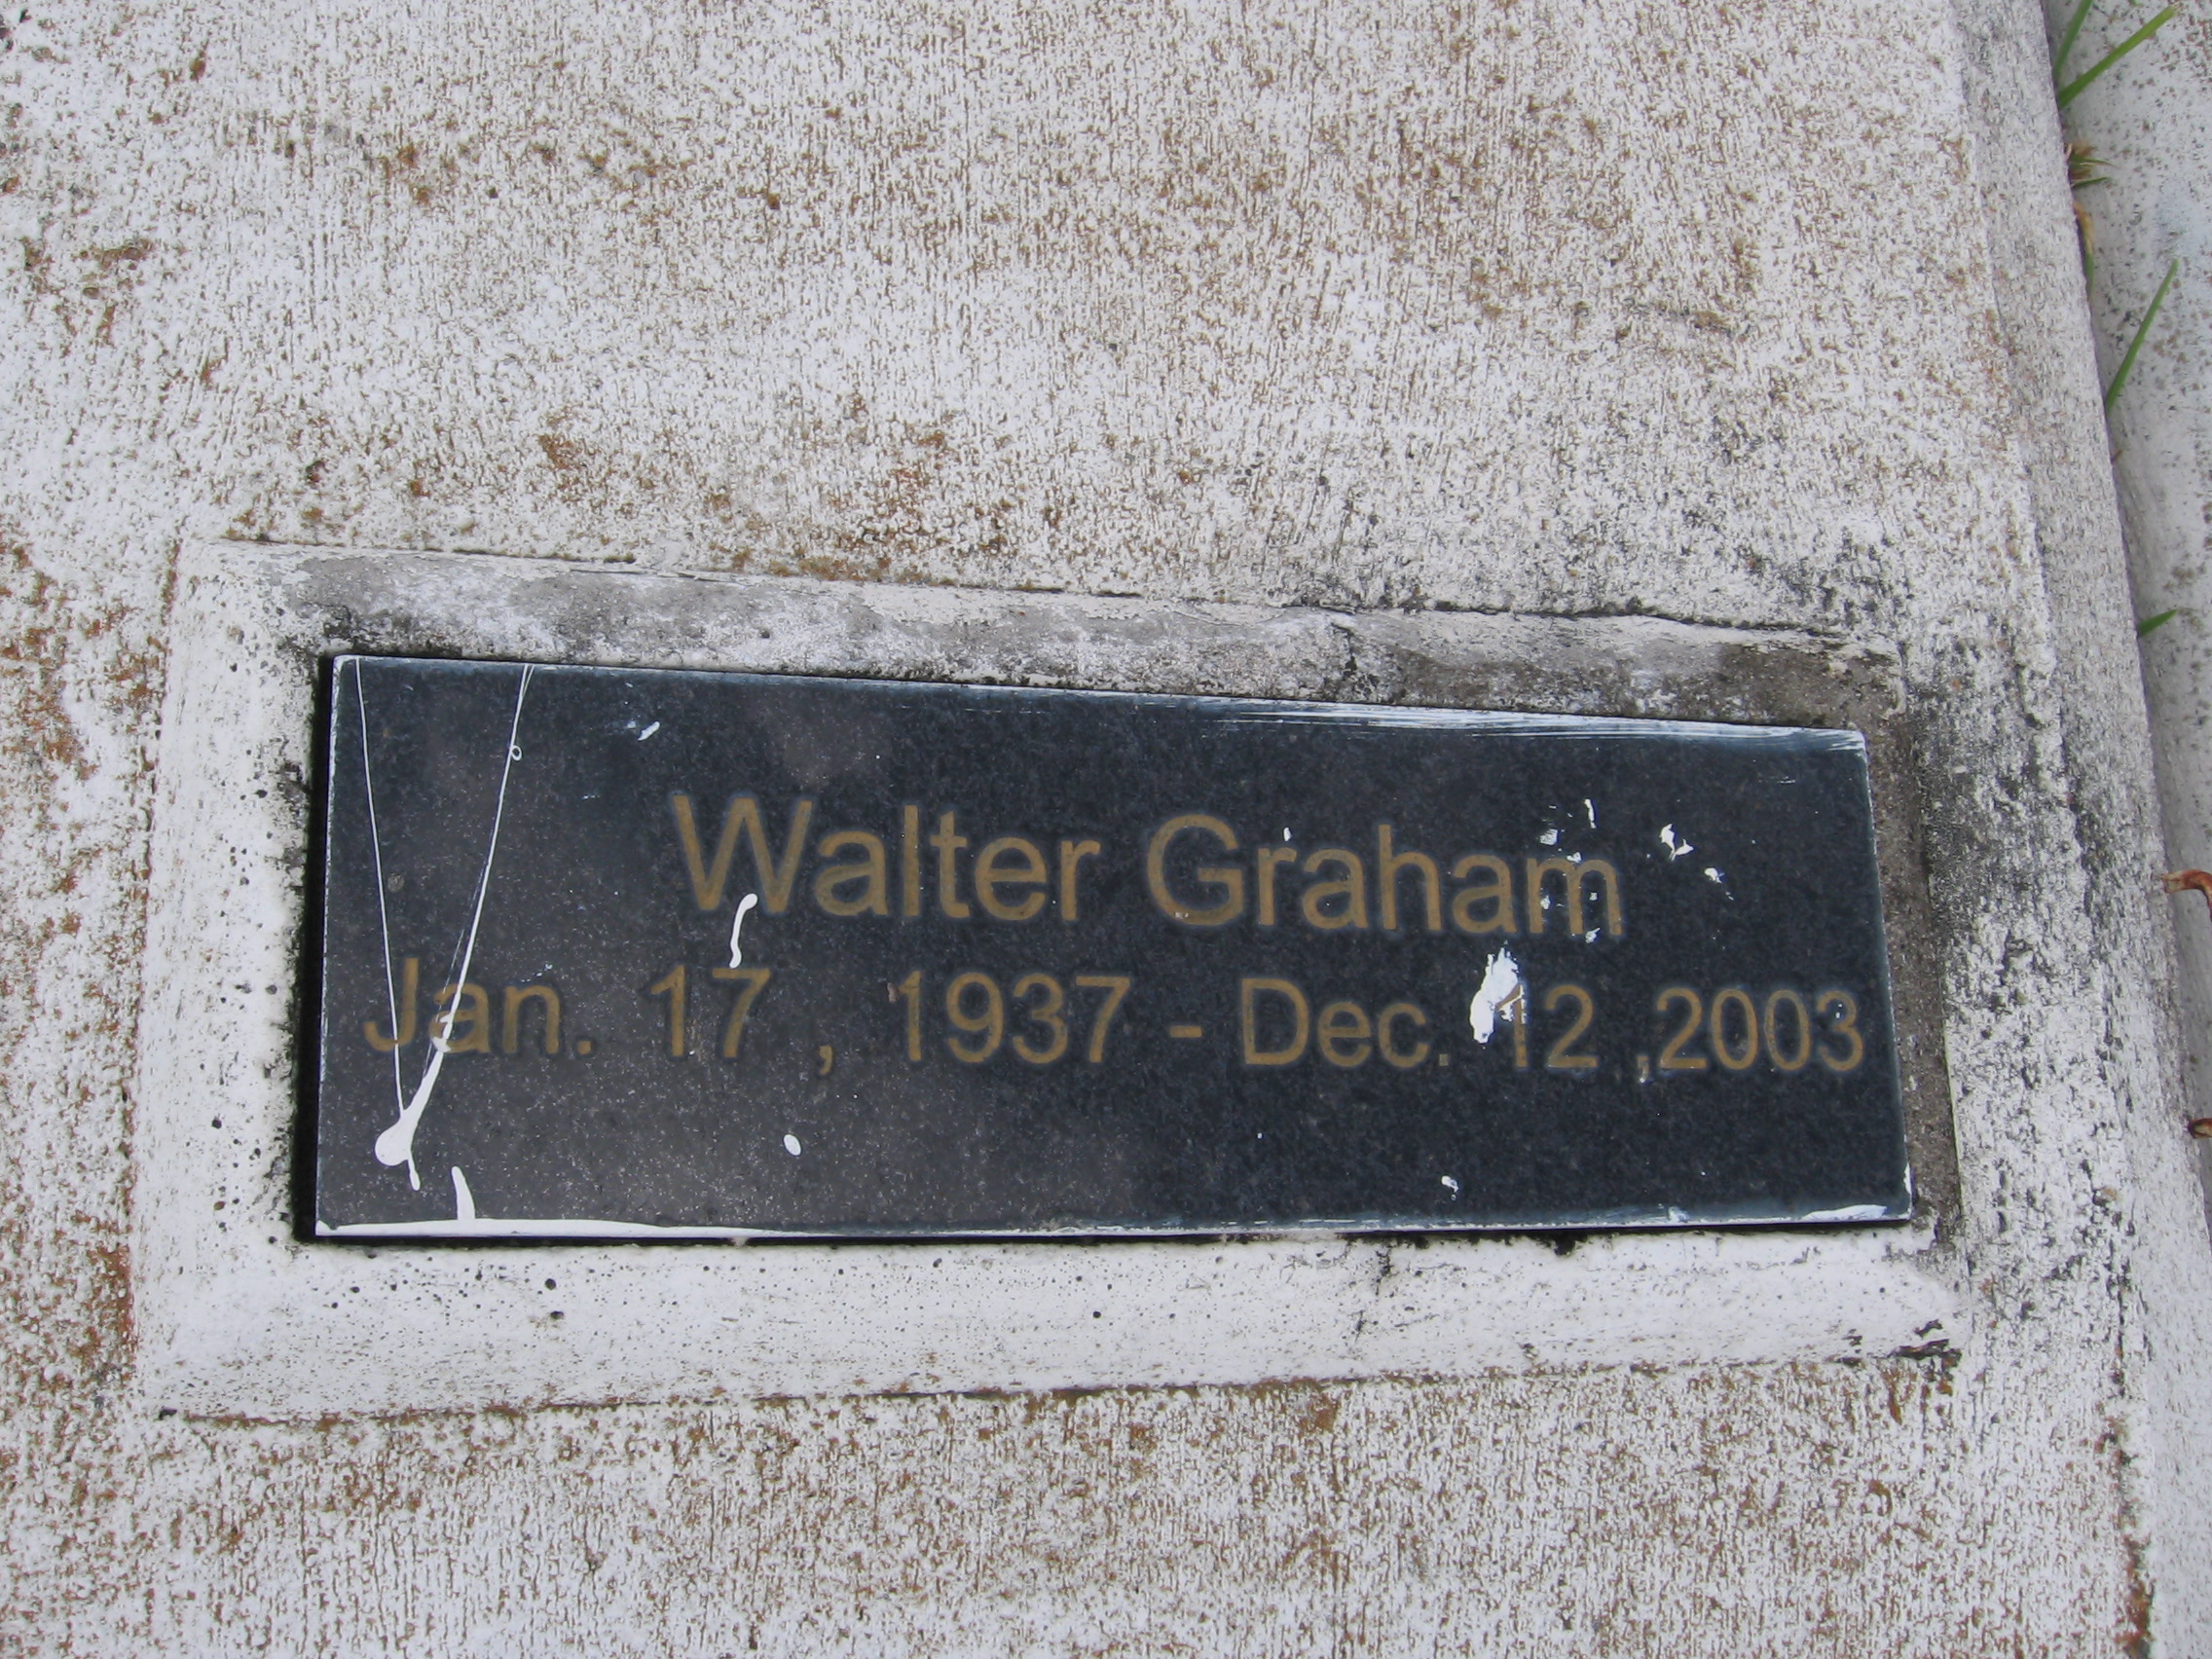 Walter Graham
Jan. 17 , 1937 - Dec. 12 ,2003